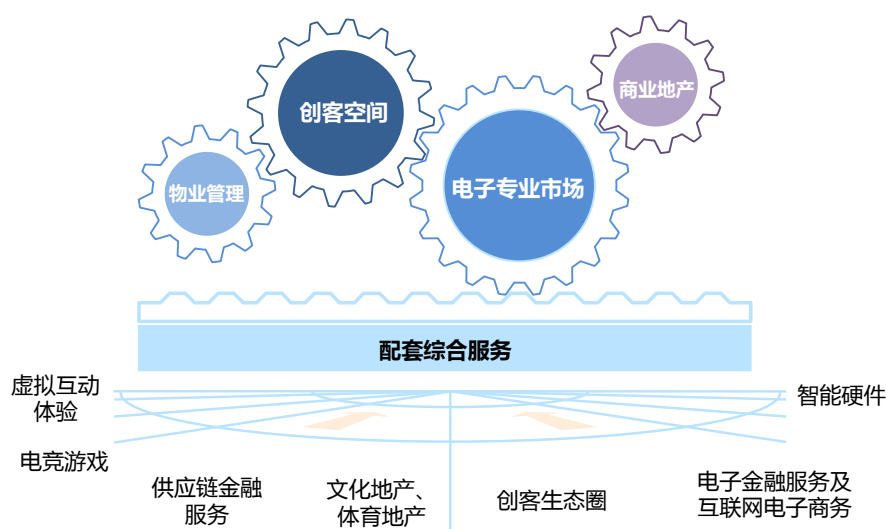 创客空间
商业地产
物业管理
电子专业市场
配套综合服务
虚拟互动
体验
智能硬件
电竞游戏
供应链金融
服务
文化地产、
体育地产
创客生态圈
电子金融服务及
互联网电子商务